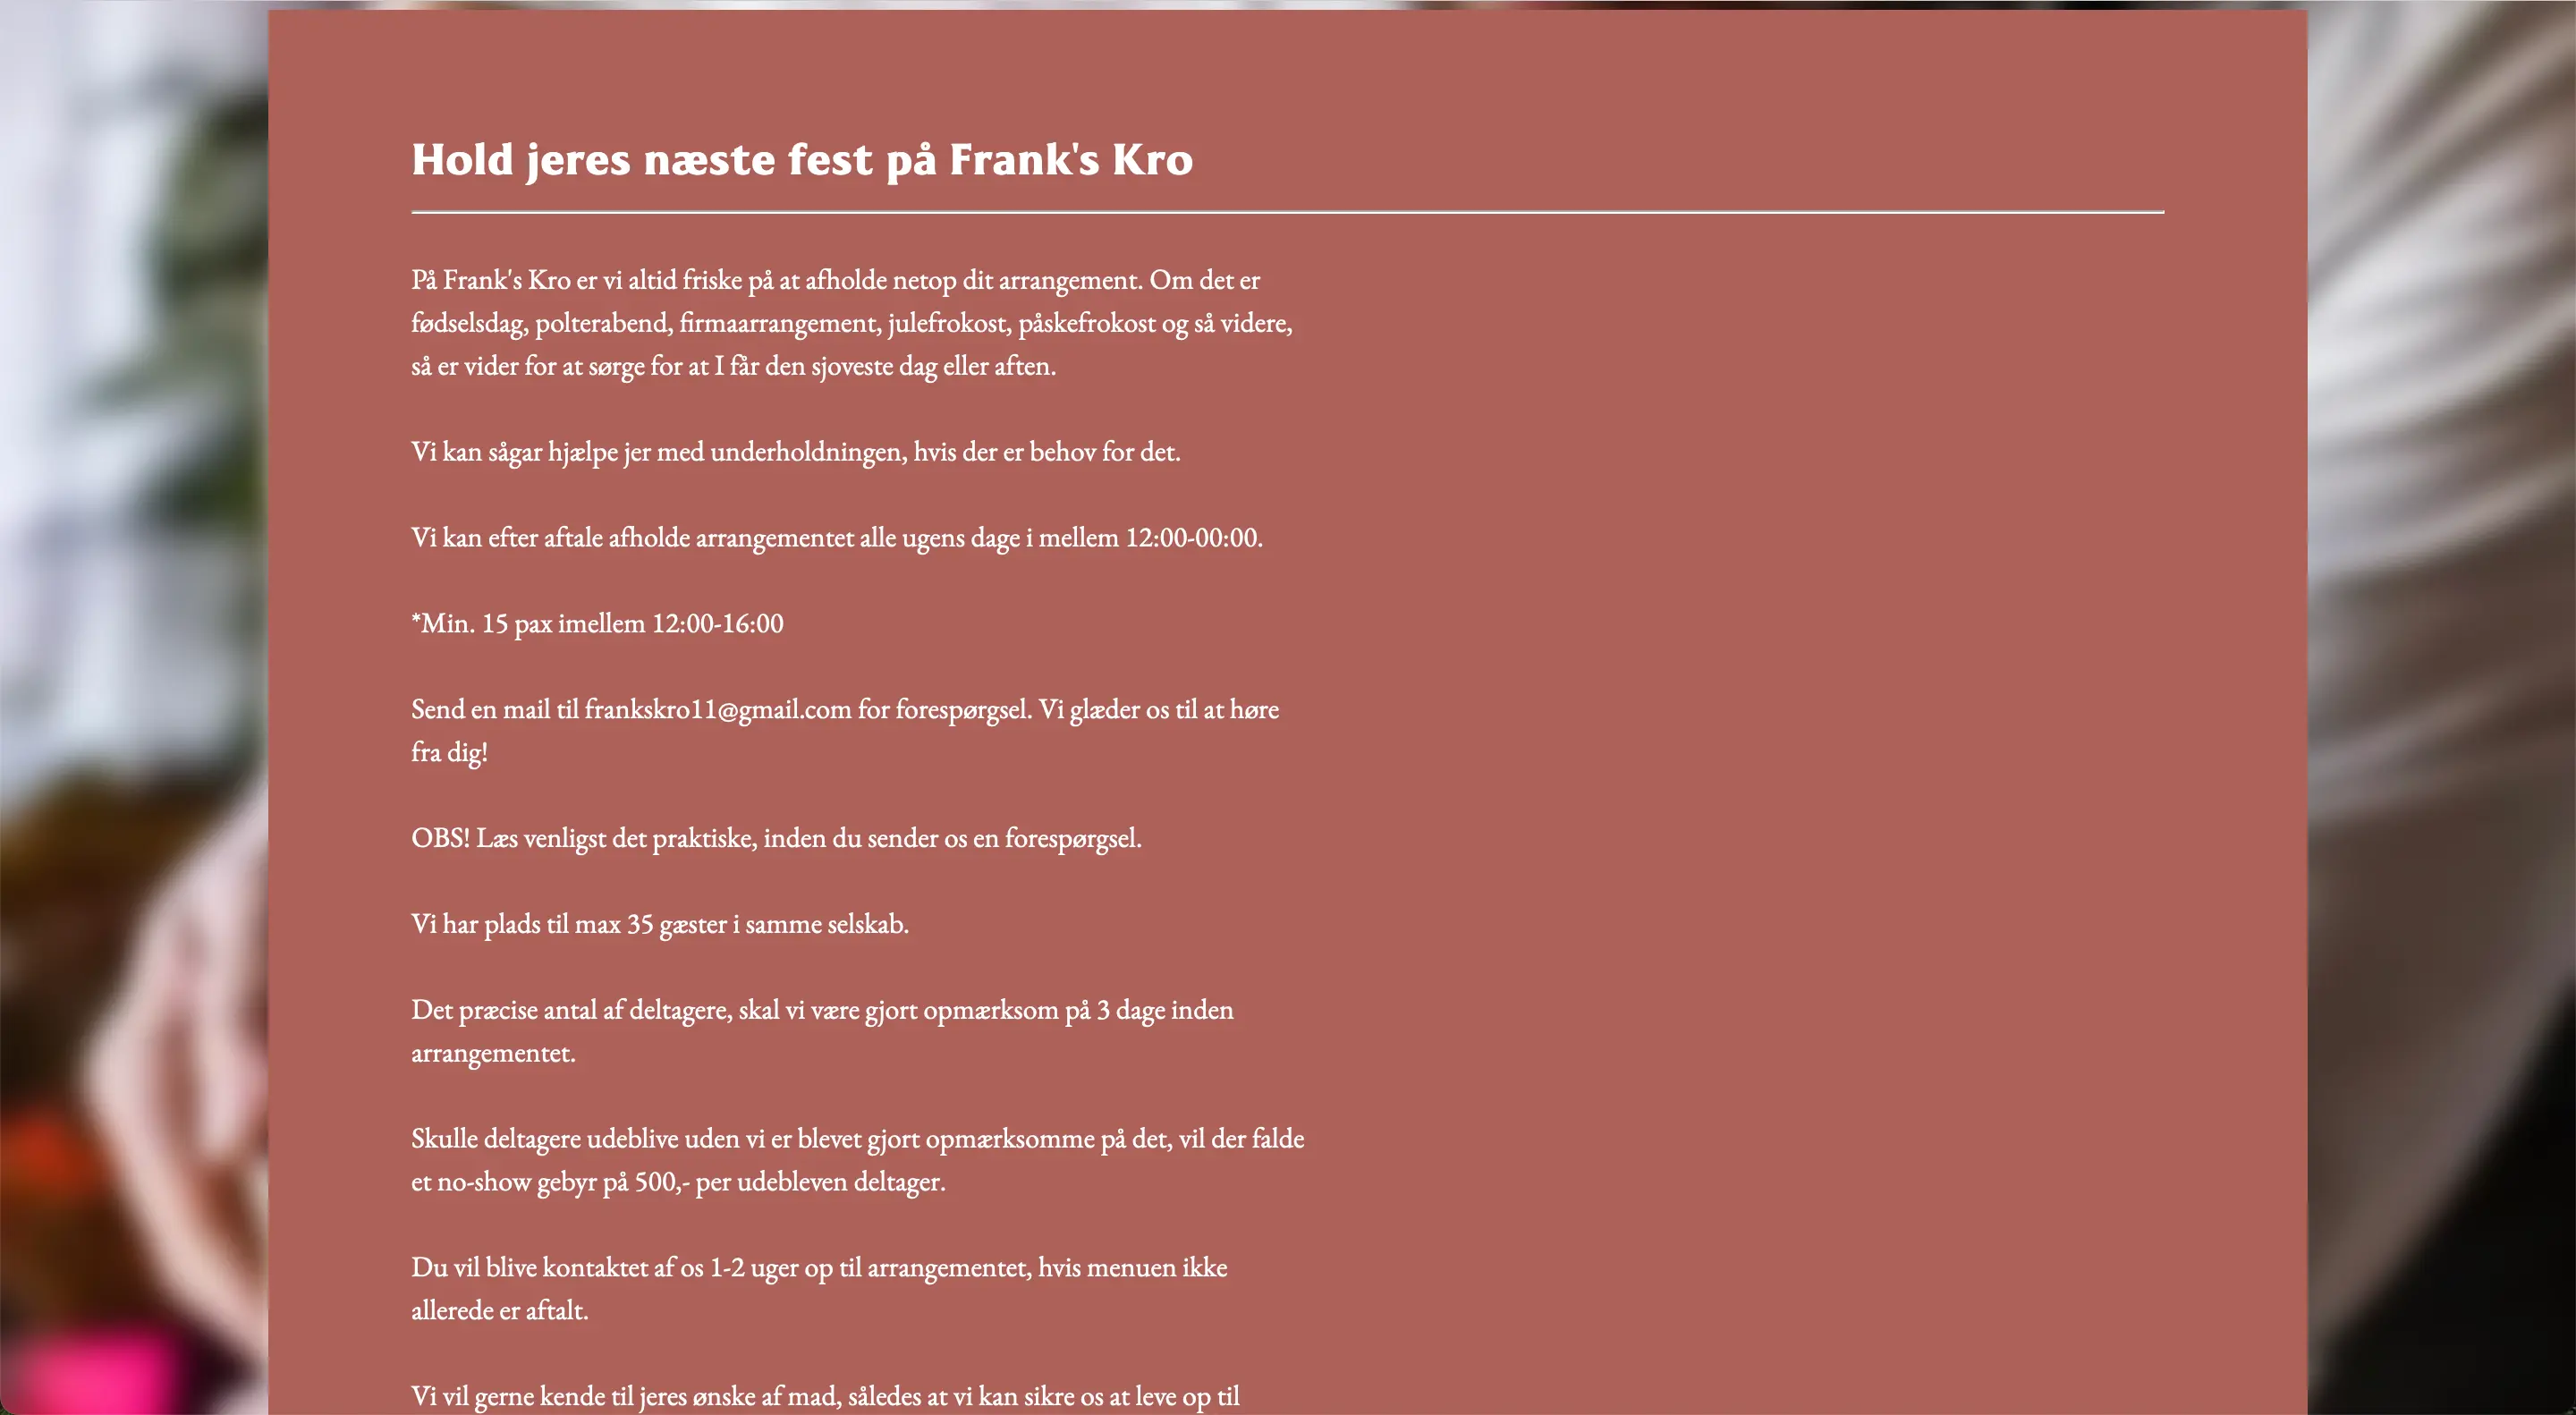 Hold jeres næste fest på Frank's Kro
På Frank's Kro er vi altid friske på at afholde netop dit arrangement. Om det er
fødselsdag, polterabend, firmaarrangement, julefrokost, påskefrokost og så videre,
så er vider for at sørge for at I får den sjoveste dag eller aften.
Vi kan sågar hjælpe jer med underholdningen, hvis der er behov for det.
Vi kan efter aftale afholde arrangementet alle ugens dage i mellem 12:00-00:00.
*Min. 15 pax imellem 12:00-16:00
Send en mail til frankskro11@gmail.com for forespørgsel. Vi glæder os til at høre
fra dig!
OBS! Læs venligst det praktiske, inden du sender os en forespørgsel.
Vi har plads til max 35 gæster i samme selskab.
Det præcise antal af deltagere, skal vi være gjort opmærksom på 3 dage inden
arrangementet.
Skulle deltagere udeblive uden vi er blevet gjort opmærksomme på det, vil der falde
et no-show gebyr på 500,- per udebleven deltager.
Du vil blive kontaktet af os 1-2 uger op til arrangementet, hvis menuen ikke
allerede er aftalt.
Vi vil gerne kende til jeres ønske af mad, således at vi kan sikre os at leve op til